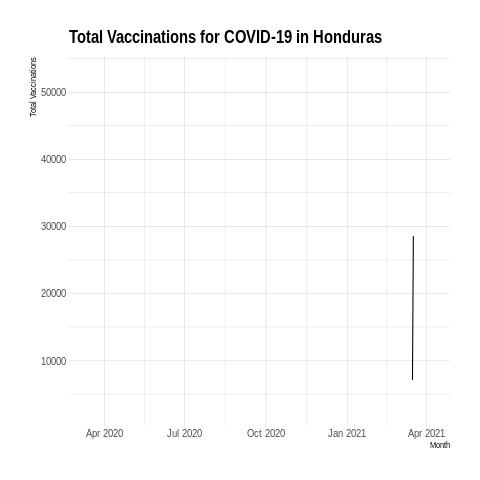 Total Vaccinations for COVID-19 in Honduras
Total Vaccinations
50000
40000
30000
20000
10000
Apr 2020 Jul 2020 Oct 2020 Jan 2021 Apr 2021
Month